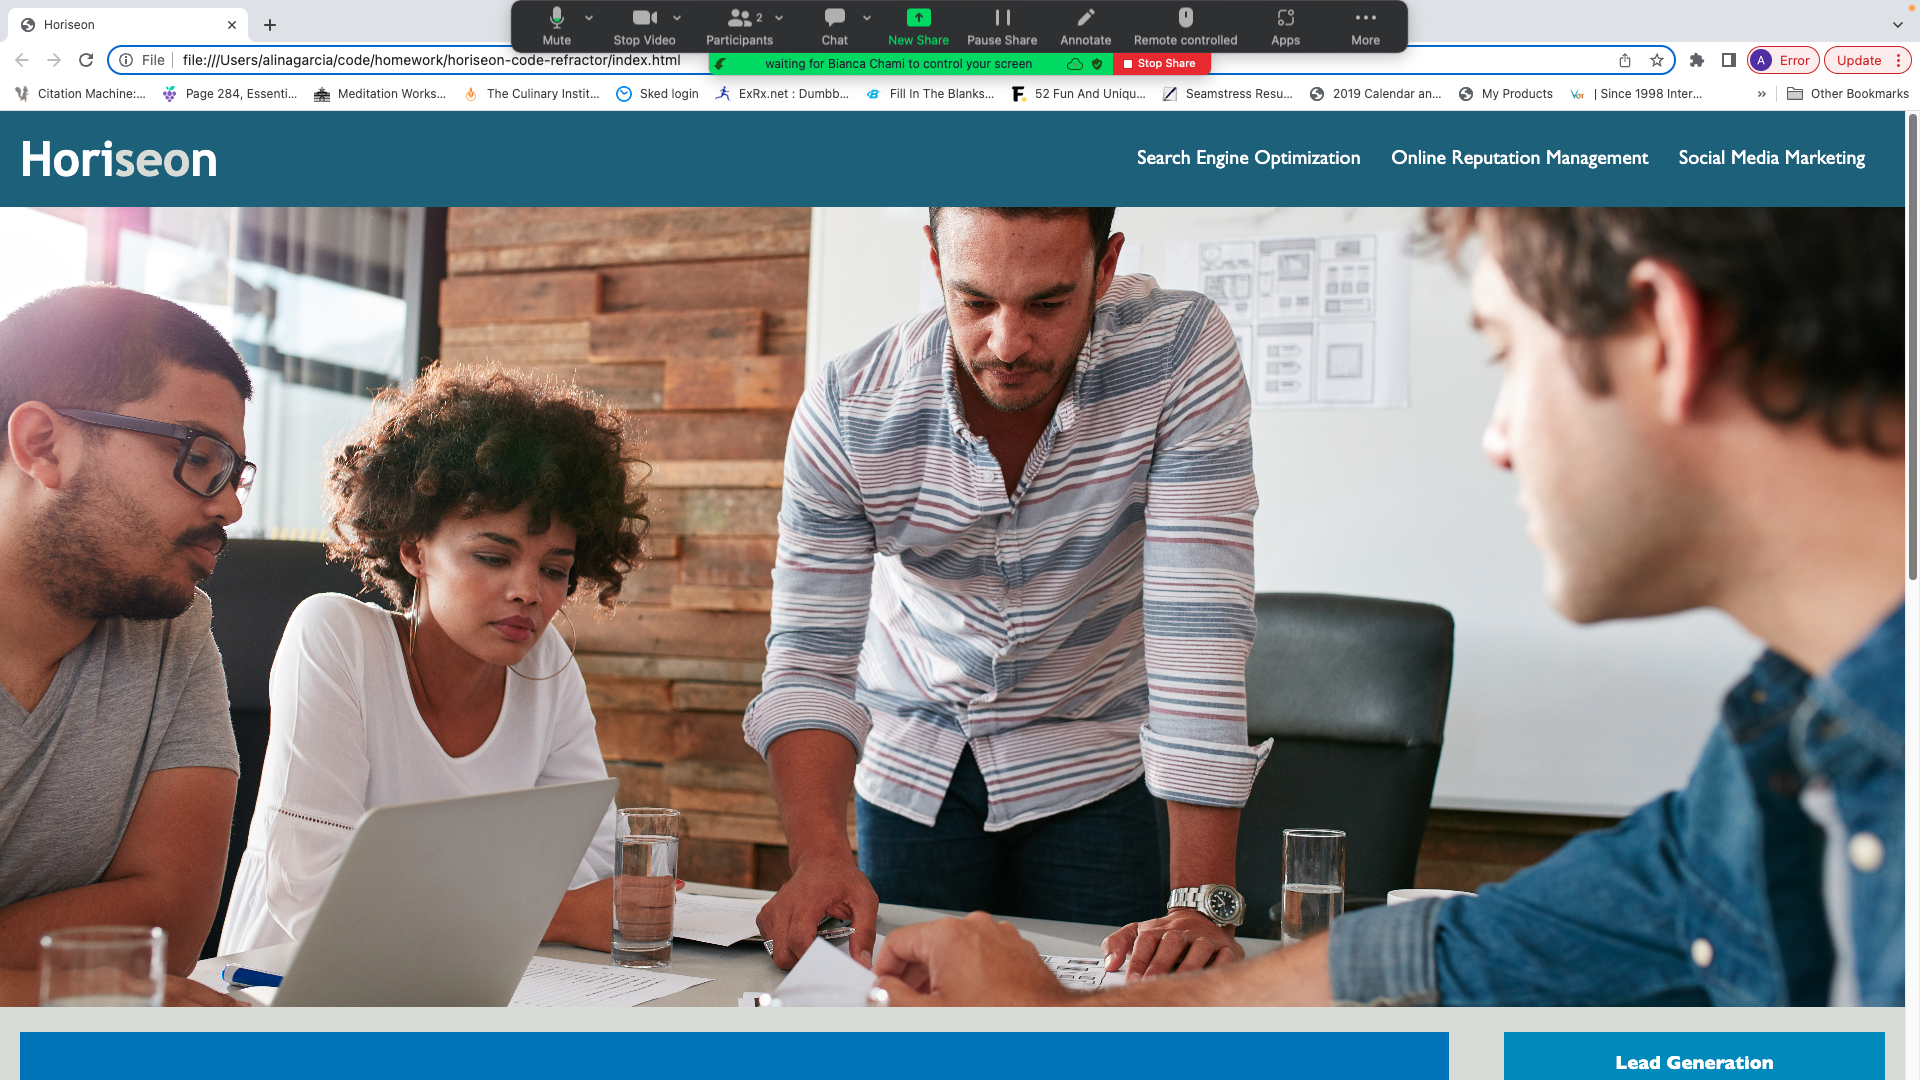 Horiseon
Mute
Stop Video
Participants
2
Chat
New Share
Pause Share
Annotate
Remote controlled
Apps
More
File
file:///Users/alinagarcia/code/homework/horiseon-code-refractor/index.html
waiting for Bianca Chami to control your screen
Stop Share
A
Error
Update
Citation Machine:...
Page 284, Essenti...
Meditation Works...
The Culinary Instit...
Sked login
ExRx.net : Dumbb...
Fill In The Blanks...
52 Fun And Uniqu...
Seamstress Resu...
2019 Calendar an...
My Products
| Since 1998 Inter...
»
Other Bookmarks
Horiseon
Search Engine Optimization
Online Reputation Management
Social Media Marketing
Lead Generation